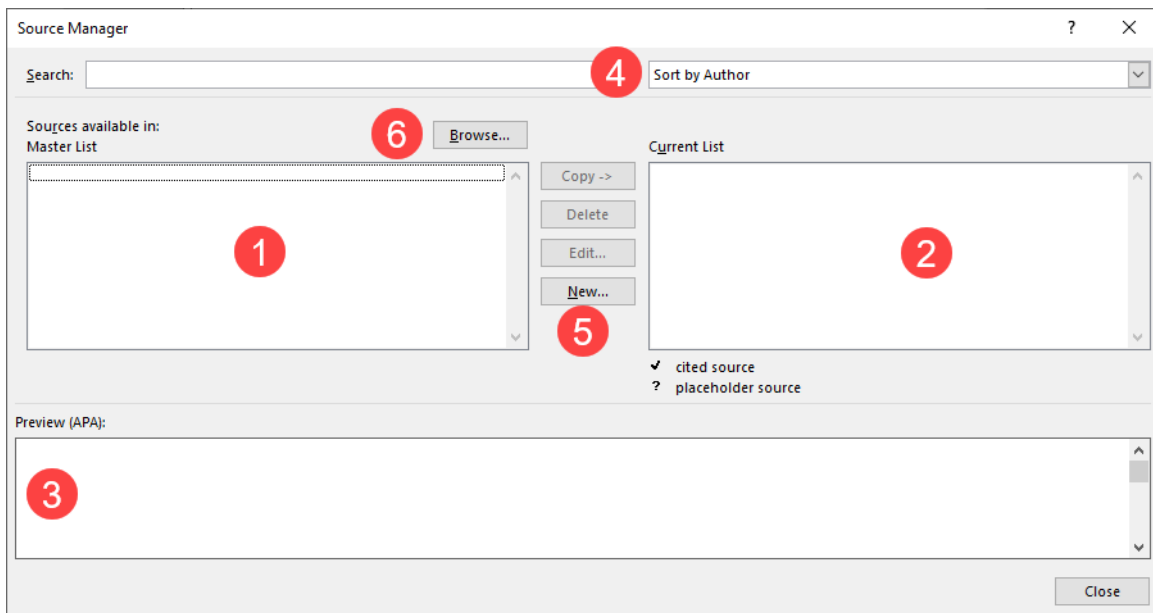 Source Manager ?
Search: 4 Sort by Author
Sources available in: 6 Browse...
Master List Current List
Copy ->
Delete
1 2
Edit...
New...
5
✔ cited source
? placeholder source
Preview (APA):
3
Close